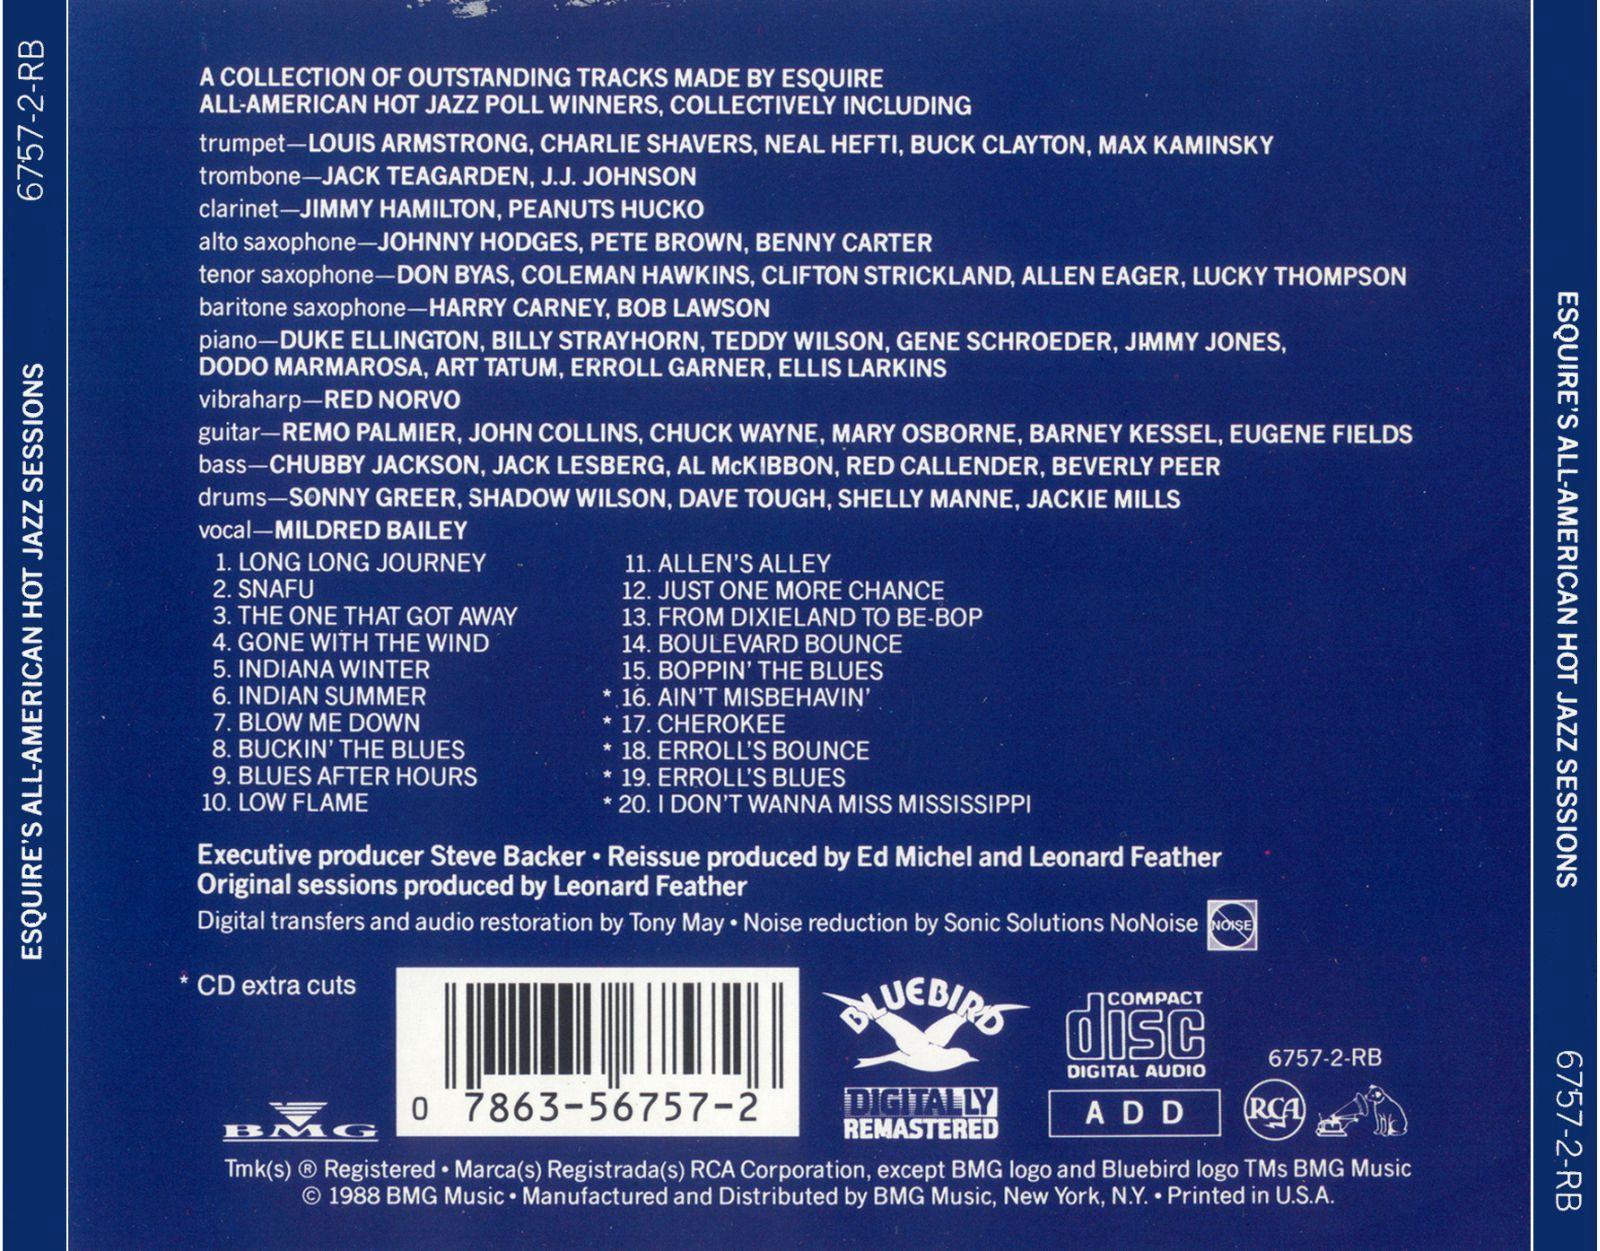 6757-2-RB
ESQUIRE'S ALL-AMERICAN HOT JAZZ SESSIONS
A COLLECTION OF OUTSTANDING TRACKS MADE BY ESQUIRE
ALL-AMERICAN HOT JAZZ POLL WINNERS, COLLECTIVELY INCLUDING
trumpet—LOUIS ARMSTRONG, CHARLIE SHAVERS, NEAL HEFTI, BUCK CLAYTON, MAX KAMINSKY
trombone—JACK TEAGARDEN, J.J. JOHNSON
clarinet—JIMMY HAMILTON, PEANUTS HUCKO
alto saxophone—JOHNNY HODGES, PETE BROWN, BENNY CARTER
tenor saxophone—DON BYAS, COLEMAN HAWKINS, CLIFTON STRICKLAND, ALLEN EAGER, LUCKY THOMPSON
baritone saxophone—HARRY CARNEY, BOB LAWSON
piano—DUKE ELLINGTON, BILLY STRAYHORN, TEDDY WILSON, GENE SCHROEDER, JIMMY JONES,
DODO MARMAROSA, ART TATUM, ERROLL GARNER, ELLIS LARKINS
vibraharp—RED NORVO
guitar—REMO PALMIER, JOHN COLLINS, CHUCK WAYNE, MARY OSBORNE, BARNEY KESSEL, EUGENE FIELDS
bass—CHUBBY JACKSON, JACK LESBERG, AL McKIBBON, RED CALLENDER, BEVERLY PEER
drums—SONNY GREER, SHADOW WILSON, DAVE TOUGH, SHELLY MANNE, JACKIE MILLS
vocal—MILDRED BAILEY
1. LONG LONG JOURNEY
2. SNAFU
3. THE ONE THAT GOT AWAY
4. GONE WITH THE WIND
5. INDIANA WINTER
6. INDIAN SUMMER
7. BLOW ME DOWN
8. BUCKIN' THE BLUES
9. BLUES AFTER HOURS
10. LOW FLAME
11. ALLEN'S ALLEY
12. JUST ONE MORE CHANCE
13. FROM DIXIELAND TO BE-BOP
14. BOULEVARD BOUNCE
15. BOPPIN' THE BLUES
* 16. AIN'T MISBEHAVIN'
* 17. CHEROKEE
* 18. ERROLL'S BOUNCE
* 19. ERROLL'S BLUES
* 20. I DON'T WANNA MISS MISSISSIPPI
Executive producer Steve Backer • Reissue produced by Ed Michel and Leonard Feather
Original sessions produced by Leonard Feather
Digital transfers and audio restoration by Tony May • Noise reduction by Sonic Solutions NoNoise
NOISE
* CD extra cuts
0 7863-56757-2
BMG
BLUEBIRD
DIGITALLY
REMASTERED
COMPACT
disc
DIGITAL AUDIO
A D D
6757-2-RB
RCA
Tmk(s) ® Registered • Marca(s) Registrada(s) RCA Corporation, except BMG logo and Bluebird logo TMs BMG Music
© 1988 BMG Music • Manufactured and Distributed by BMG Music, New York, N.Y. • Printed in U.S.A.
ESQUIRE'S ALL-AMERICAN HOT JAZZ SESSIONS
6757-2-RB